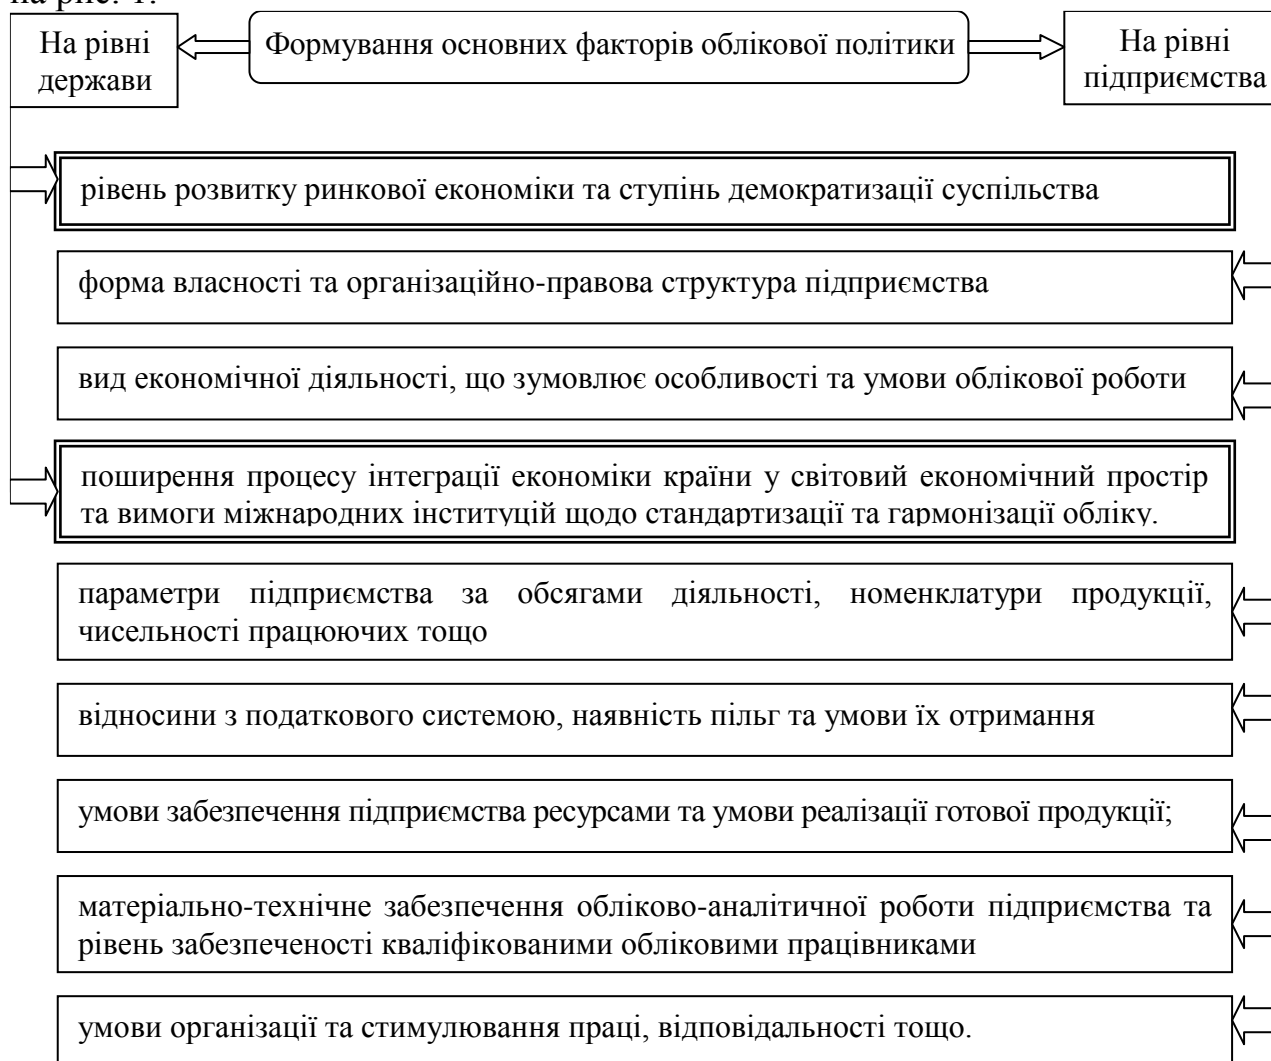 на рис. 1.
На рівні
держави
Формування основних факторів облікової політики
На рівні
підприємства
рівень розвитку ринкової економіки та ступінь демократизації суспільства
форма власності та організаційно-правова структура підприємства
вид економічної діяльності, що зумовлює особливості та умови облікової роботи
поширення процесу інтеграції економіки країни у світовий економічний простір
та вимоги міжнародних інституцій щодо стандартизації та гармонізації обліку.
параметри підприємства за обсягами діяльності, номенклатури продукції,
чисельності працюючих тощо
відносини з податкового системою, наявність пільг та умови їх отримання
умови забезпечення підприємства ресурсами та умови реалізації готової продукції;
матеріально-технічне забезпечення обліково-аналітичної роботи підприємства та
рівень забезпеченості кваліфікованими обліковими працівниками
умови організації та стимулювання праці, відповідальності тощо.